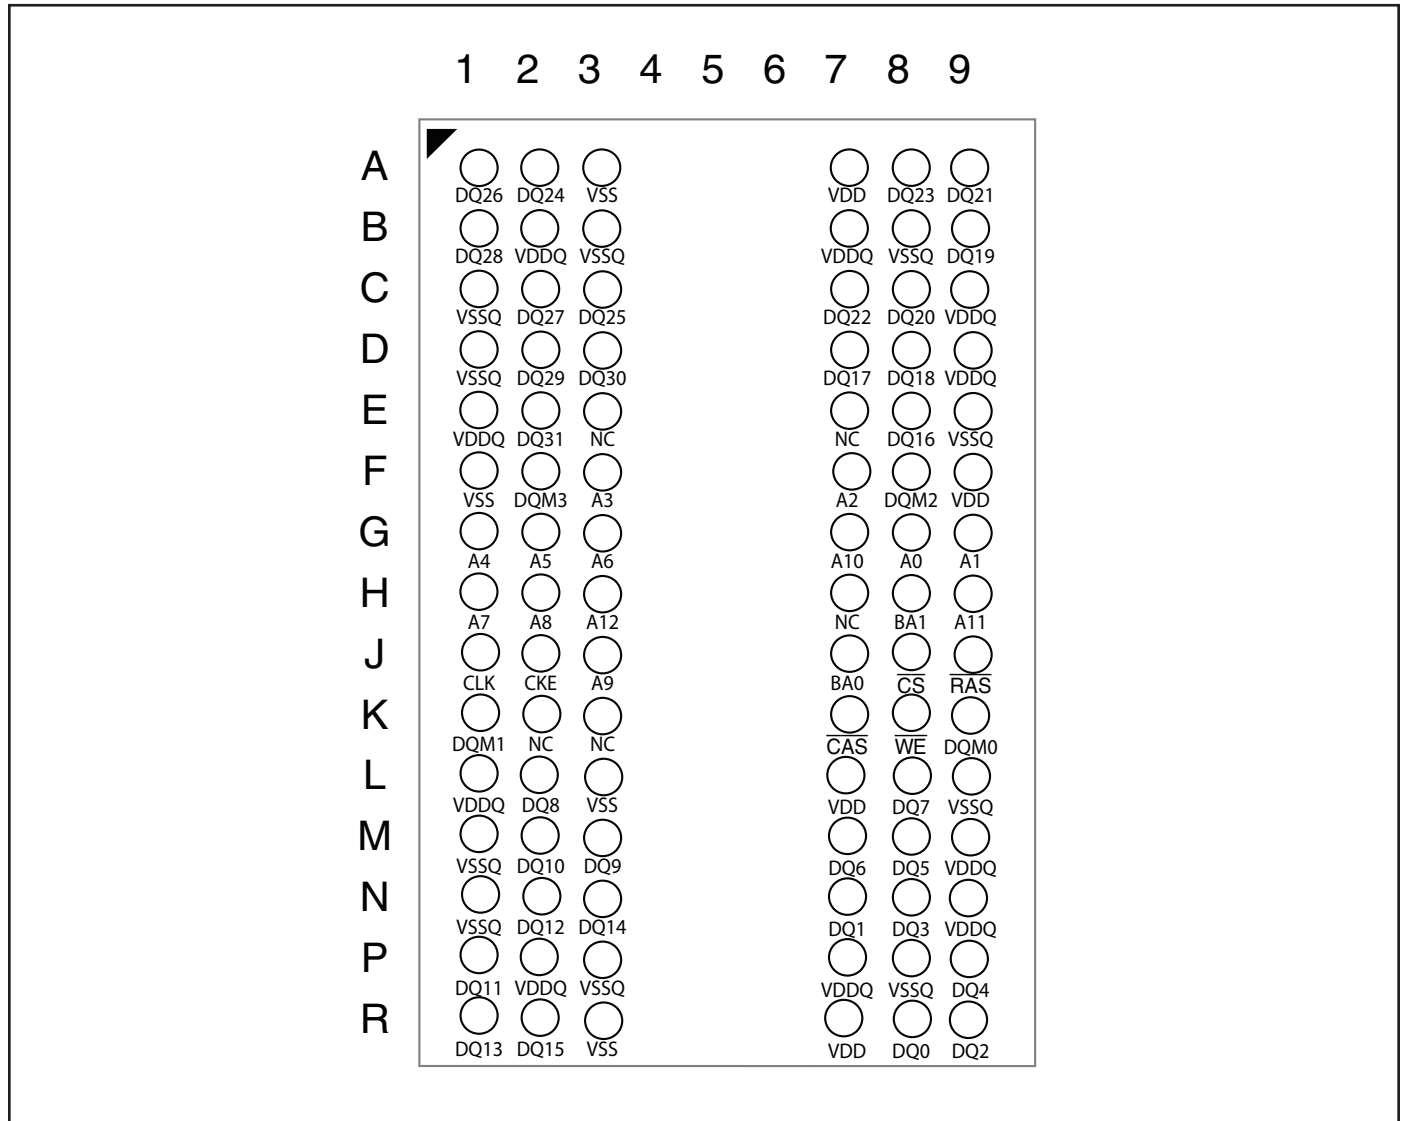 1 2 3 4 5 6 7 8 9
A
DQ26 DQ24 VSS VDD DQ23 DQ21
B
DQ28 VDDQ VSSQ VDDQ VSSQ DQ19
C
VSSQ DQ27 DQ25 DQ22 DQ20 VDDQ
D
VSSQ DQ29 DQ30 DQ17 DQ18 VDDQ
E
VDDQ DQ31 NC NC DQ16 VSSQ
F
VSS DQM3 A3 A2 DQM2 VDD
G
A4 A5 A6 A10 A0 A1
H
A7 A8 A12 NC BA1 A11
J
CLK CKE A9 BA0 C̅S̅ R̅A̅S̅
K
DQM1 NC NC C̅A̅S̅ W̅E̅ DQM0
L
VDDQ DQ8 VSS VDD DQ7 VSSQ
M
VSSQ DQ10 DQ9 DQ6 DQ5 VDDQ
N
VSSQ DQ12 DQ14 DQ1 DQ3 VDDQ
P
DQ11 VDDQ VSSQ VDDQ VSSQ DQ4
R
DQ13 DQ15 VSS VDD DQ0 DQ2